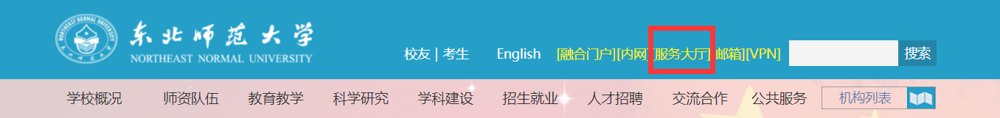 东北师范大学
NORTHEAST NORMAL UNIVERSITY
校友 | 考生 English [融合门户][内网][服务大厅][邮箱][VPN] 搜索
学校概况 师资队伍 教育教学 科学研究 学科建设 招生就业 人才招聘 交流合作 公共服务 机构列表